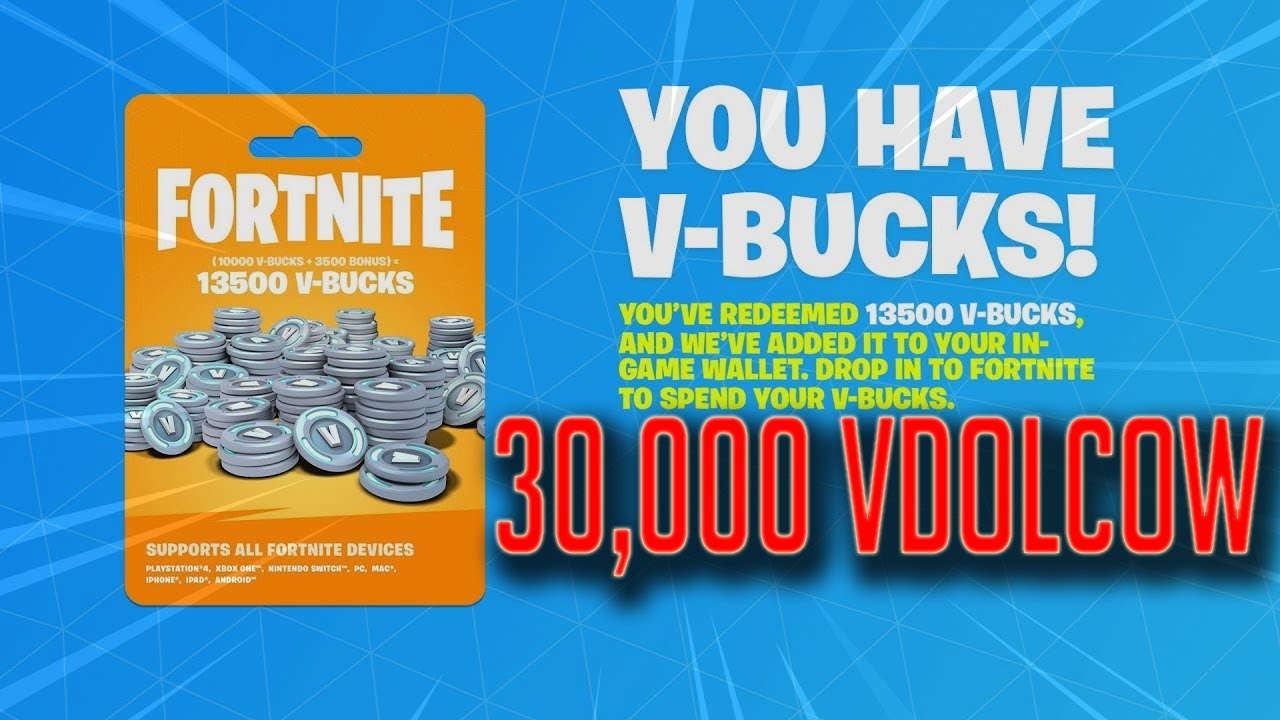 FORTNITE
(10000 V-BUCKS + 3500 BONUS) =
13500 V-BUCKS
SUPPORTS ALL FORTNITE DEVICES
PLAYSTATION®4, XBOX ONE™, NINTENDO SWITCH™, PC, MAC®,
IPHONE®, IPAD®, ANDROID™
YOU HAVE
V-BUCKS!
YOU'VE REDEEMED 13500 V-BUCKS,
AND WE'VE ADDED IT TO YOUR IN-
GAME WALLET. DROP IN TO FORTNITE
TO SPEND YOUR V-BUCKS.
30,000 VDOLCOW